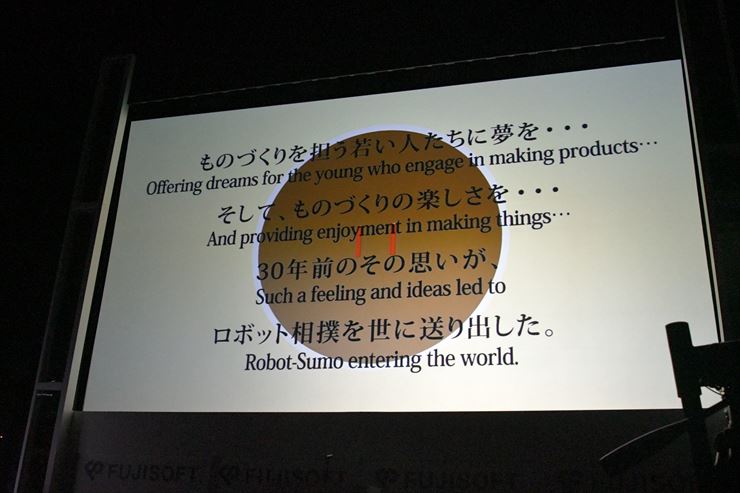 ものづくりを担う若い人たちに夢を・・・
Offering dreams for the young who engage in making products…
そして、ものづくりの楽しさを・・・
And providing enjoyment in making things…
30年前のその思いが、
Such a feeling and ideas led to
ロボット相撲を世に送り出した。
Robot-Sumo entering the world.
FUJISOFT FUJISOFT FUJISOFT FUJISOFT